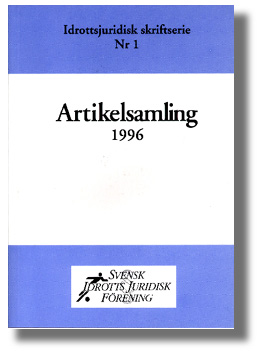 Idrottsjuridisk skriftserie
Nr 1
Artikelsamling
1996
SVENSK
IDROTTS JURIDISK
FÖRENING